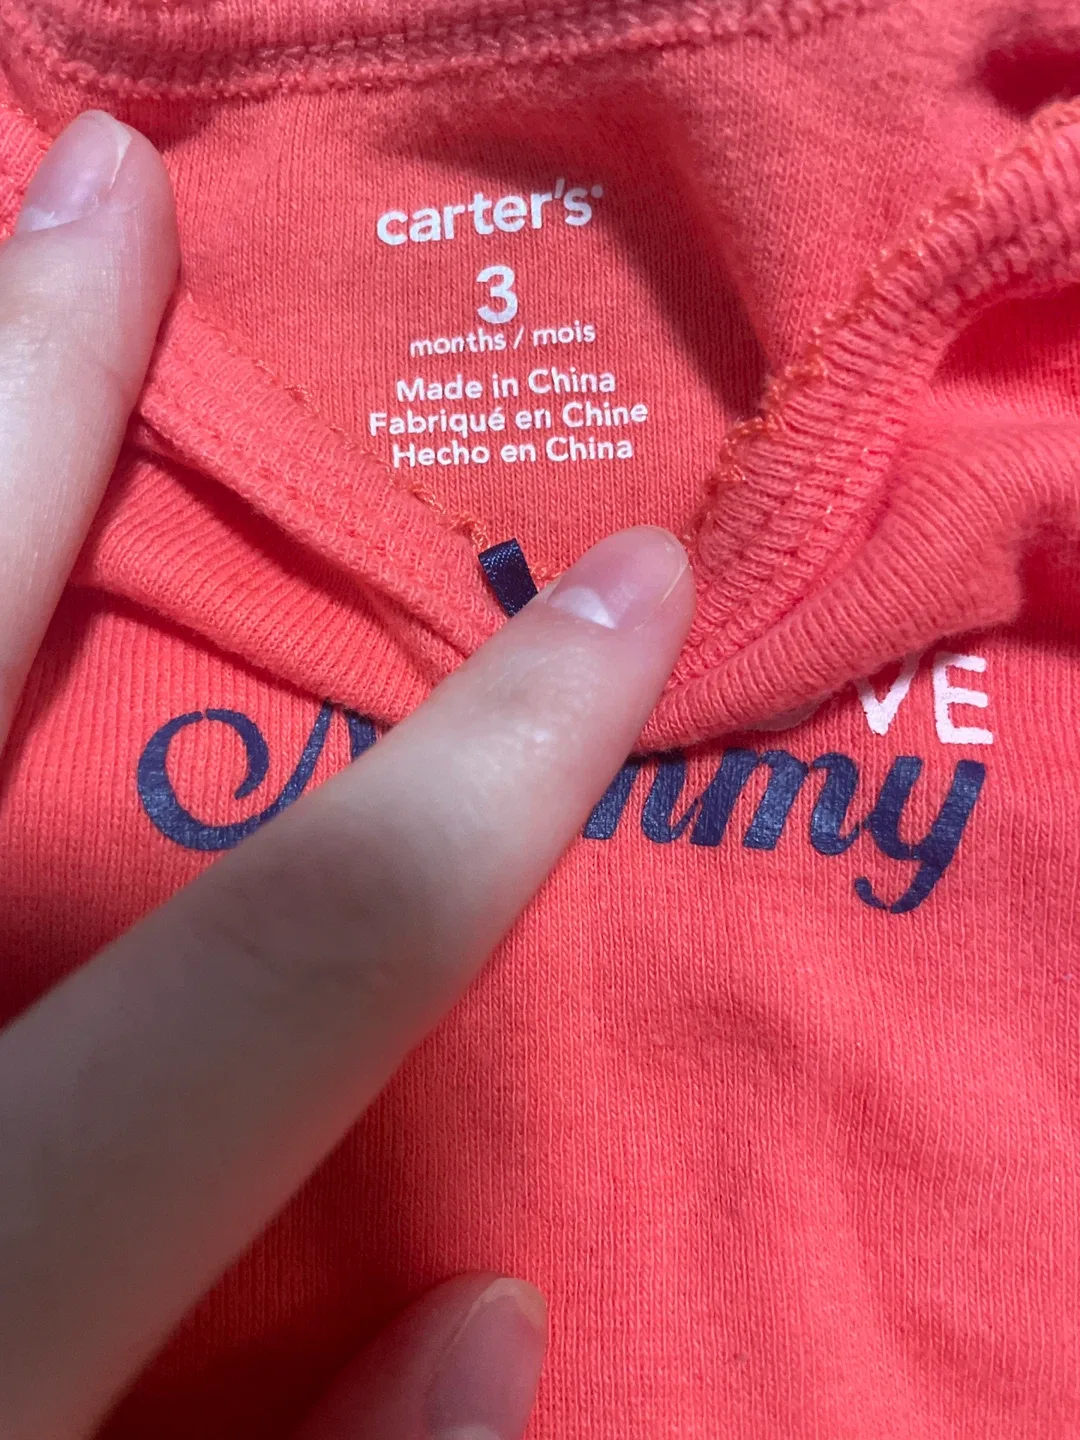 carter's
3
months / mois
Made in China
Fabriqué en Chine
Hecho en China
VE